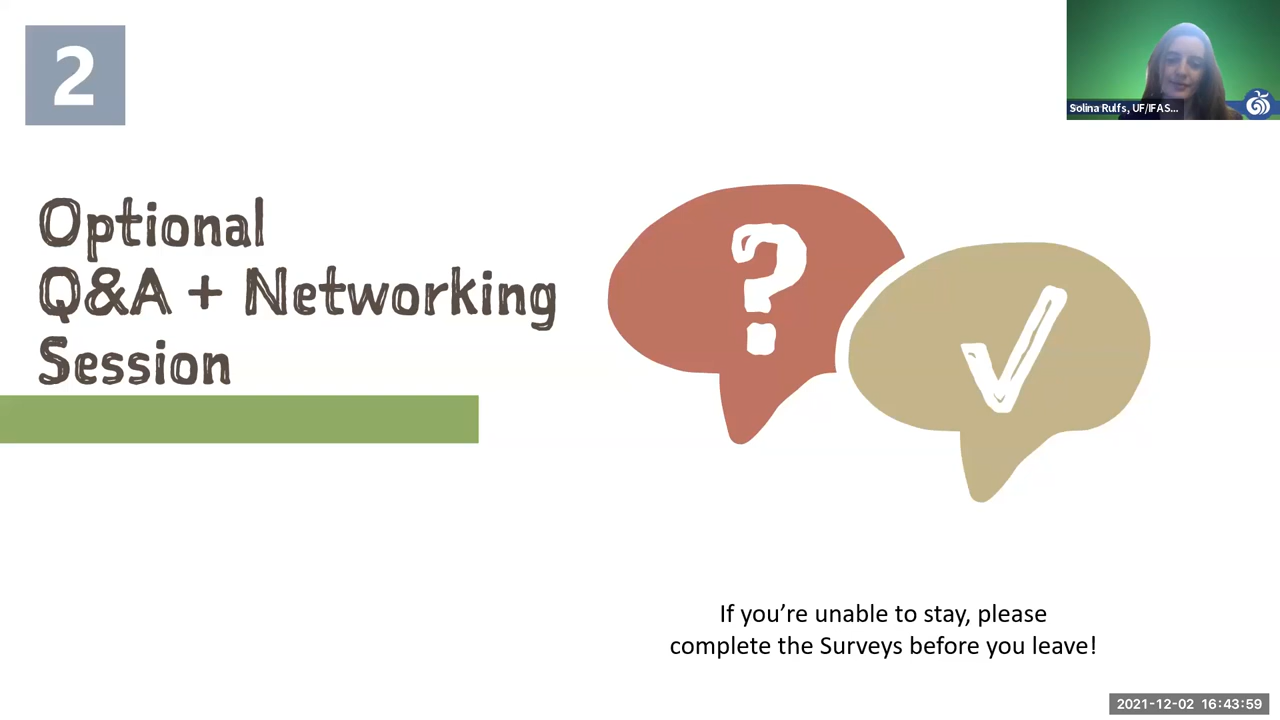 2
Solina Rulfs, UF/IFAS...
Optional
Q&A + Networking
Session
?
If you’re unable to stay, please
complete the Surveys before you leave!
2021-12-02 16:43:59